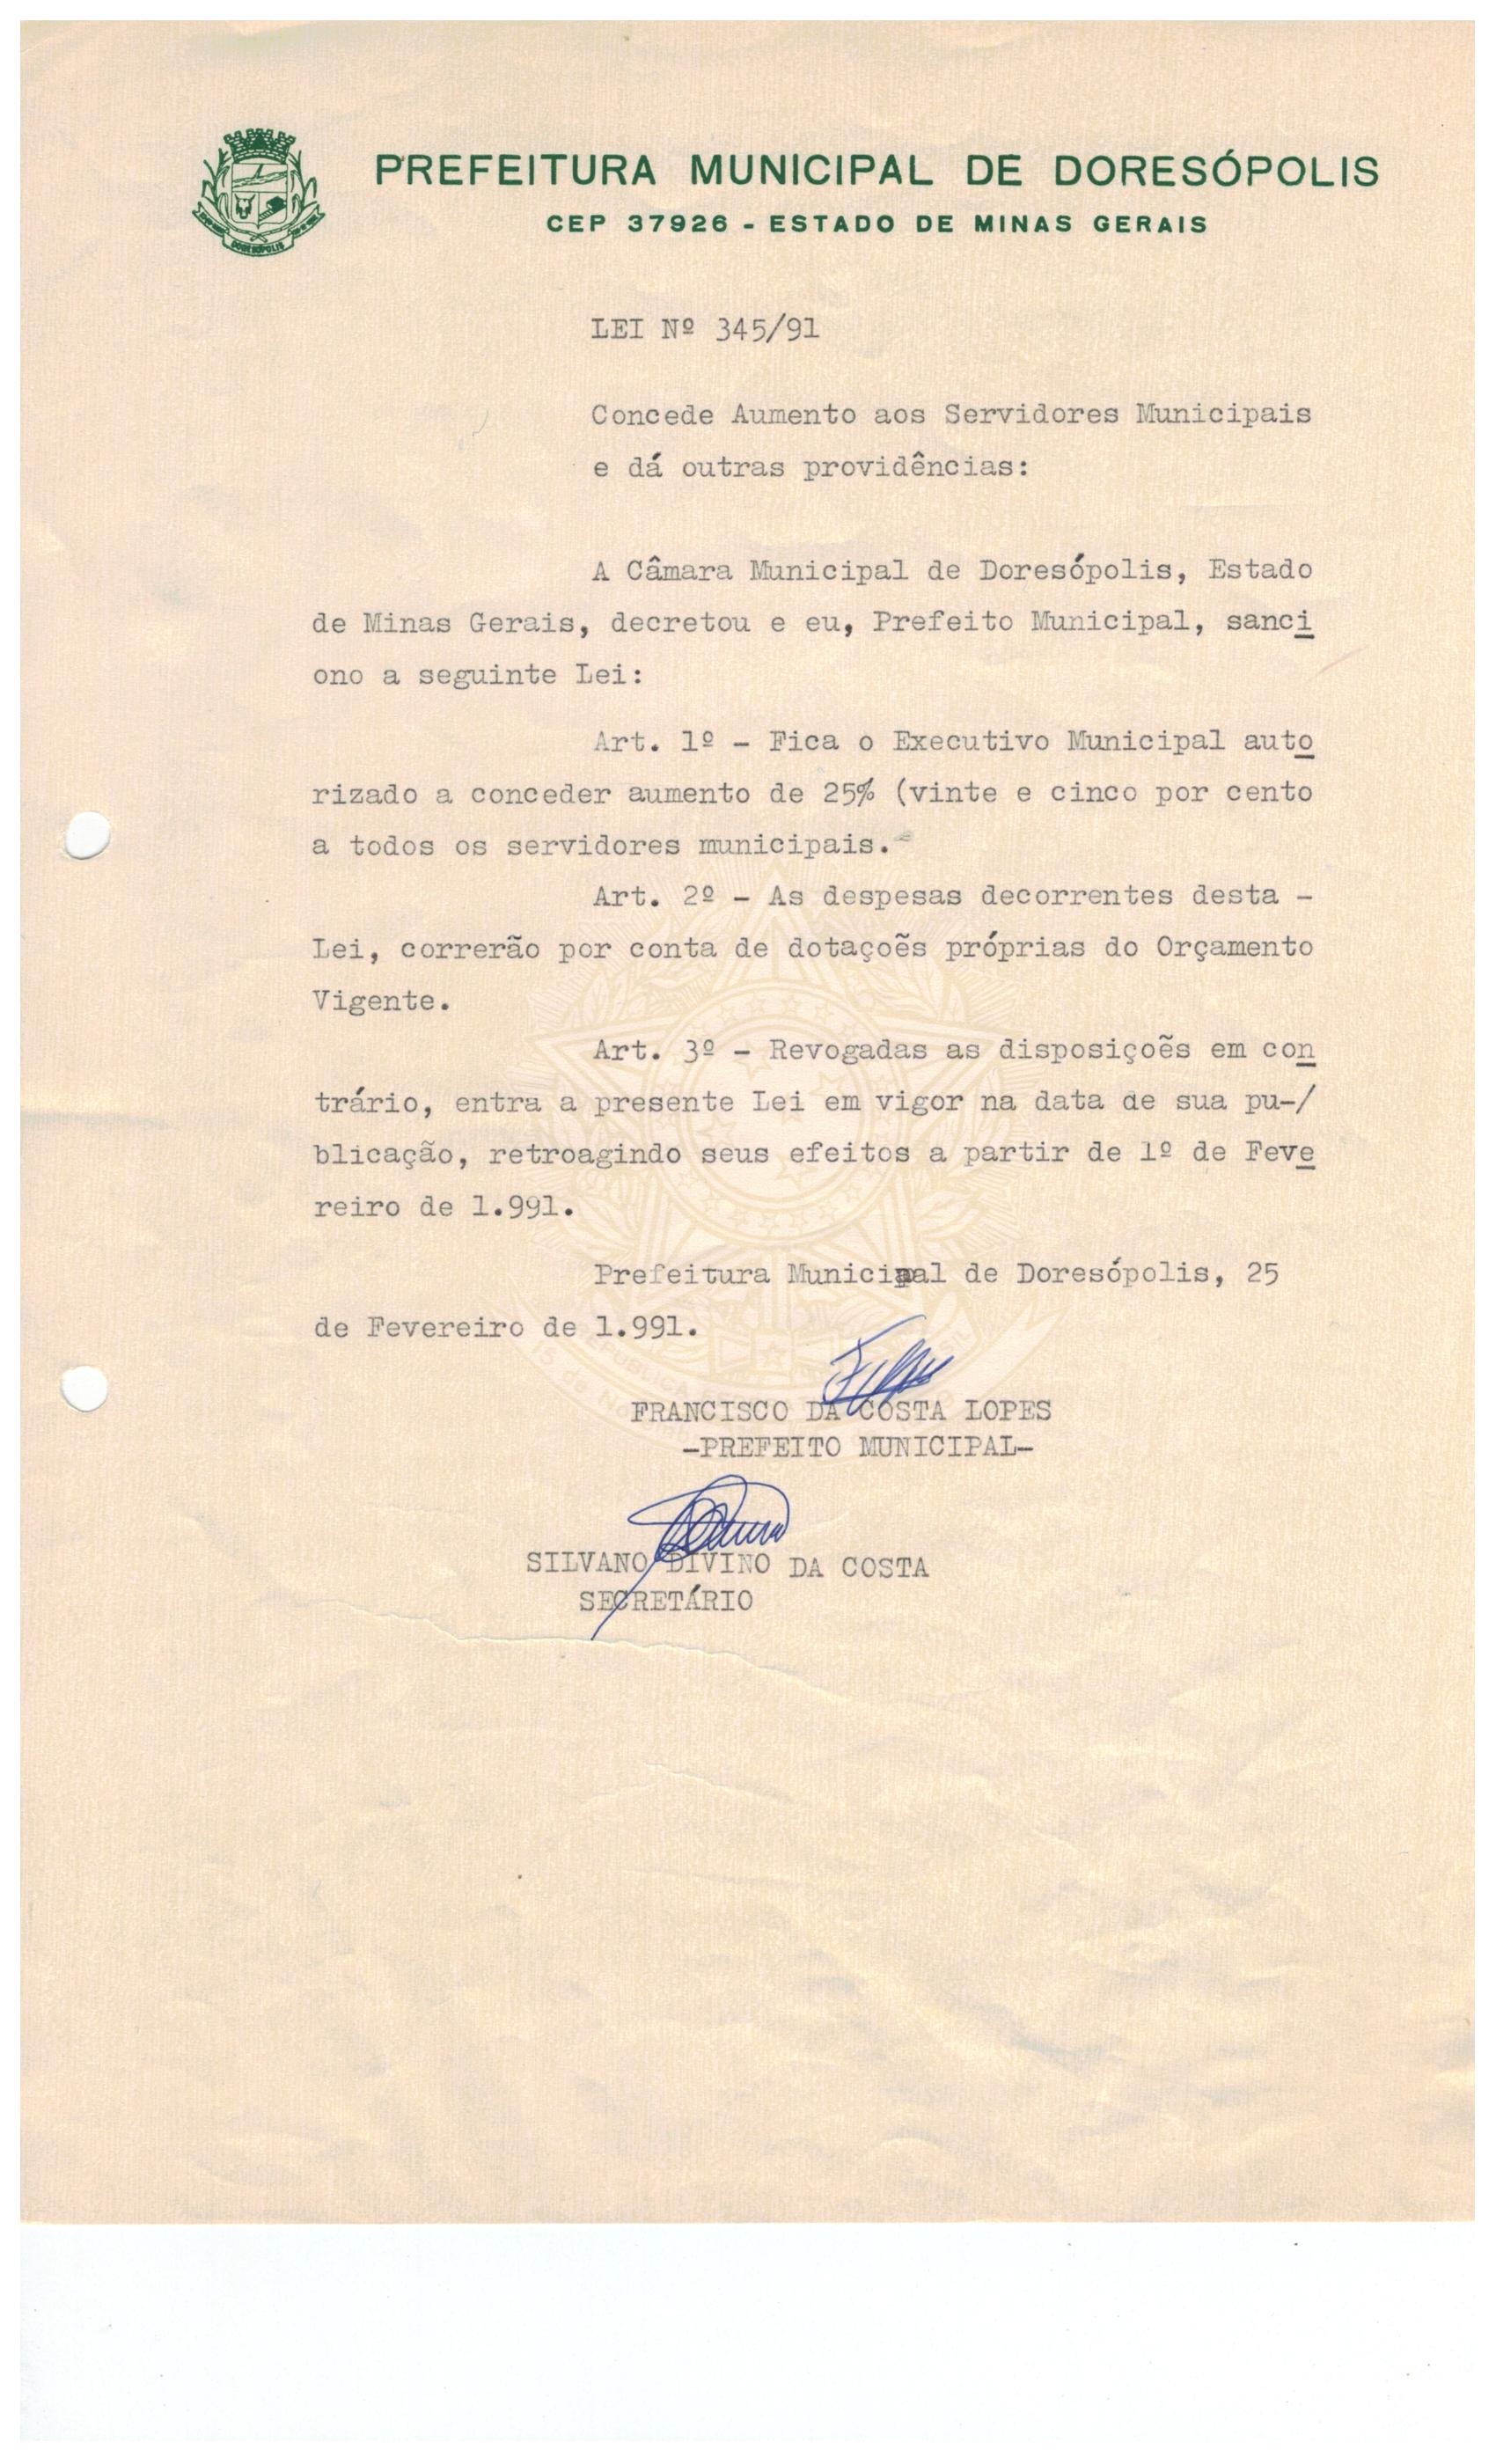 PREFEITURA MUNICIPAL DE DORESÓPOLIS
CEP 37926 - ESTADO DE MINAS GERAIS
DORESÓPOLIS
LEI Nº 345/91
Concede Aumento aos Servidores Municipais
e dá outras providências:
A Câmara Municipal de Doresópolis, Estado
de Minas Gerais, decretou e eu, Prefeito Municipal, sanci
ono a seguinte Lei:
Art. 1º - Fica o Executivo Municipal auto
rizado a conceder aumento de 25% (vinte e cinco por cento
a todos os servidores municipais.
Art. 2º - As despesas decorrentes desta -
Lei, correrão por conta de dotaçoẽs próprias do Orçamento
Vigente.
Art. 3º - Revogadas as disposiçoẽs em con
trário, entra a presente Lei em vigor na data de sua pu-/
blicação, retroagindo seus efeitos a partir de 1º de Feve
reiro de 1.991.
Prefeitura Municipal de Doresópolis, 25
de Fevereiro de 1.991.
FRANCISCO DA COSTA LOPES
-PREFEITO MUNICIPAL-
SILVANO DIVINO DA COSTA
SECRETÁRIO